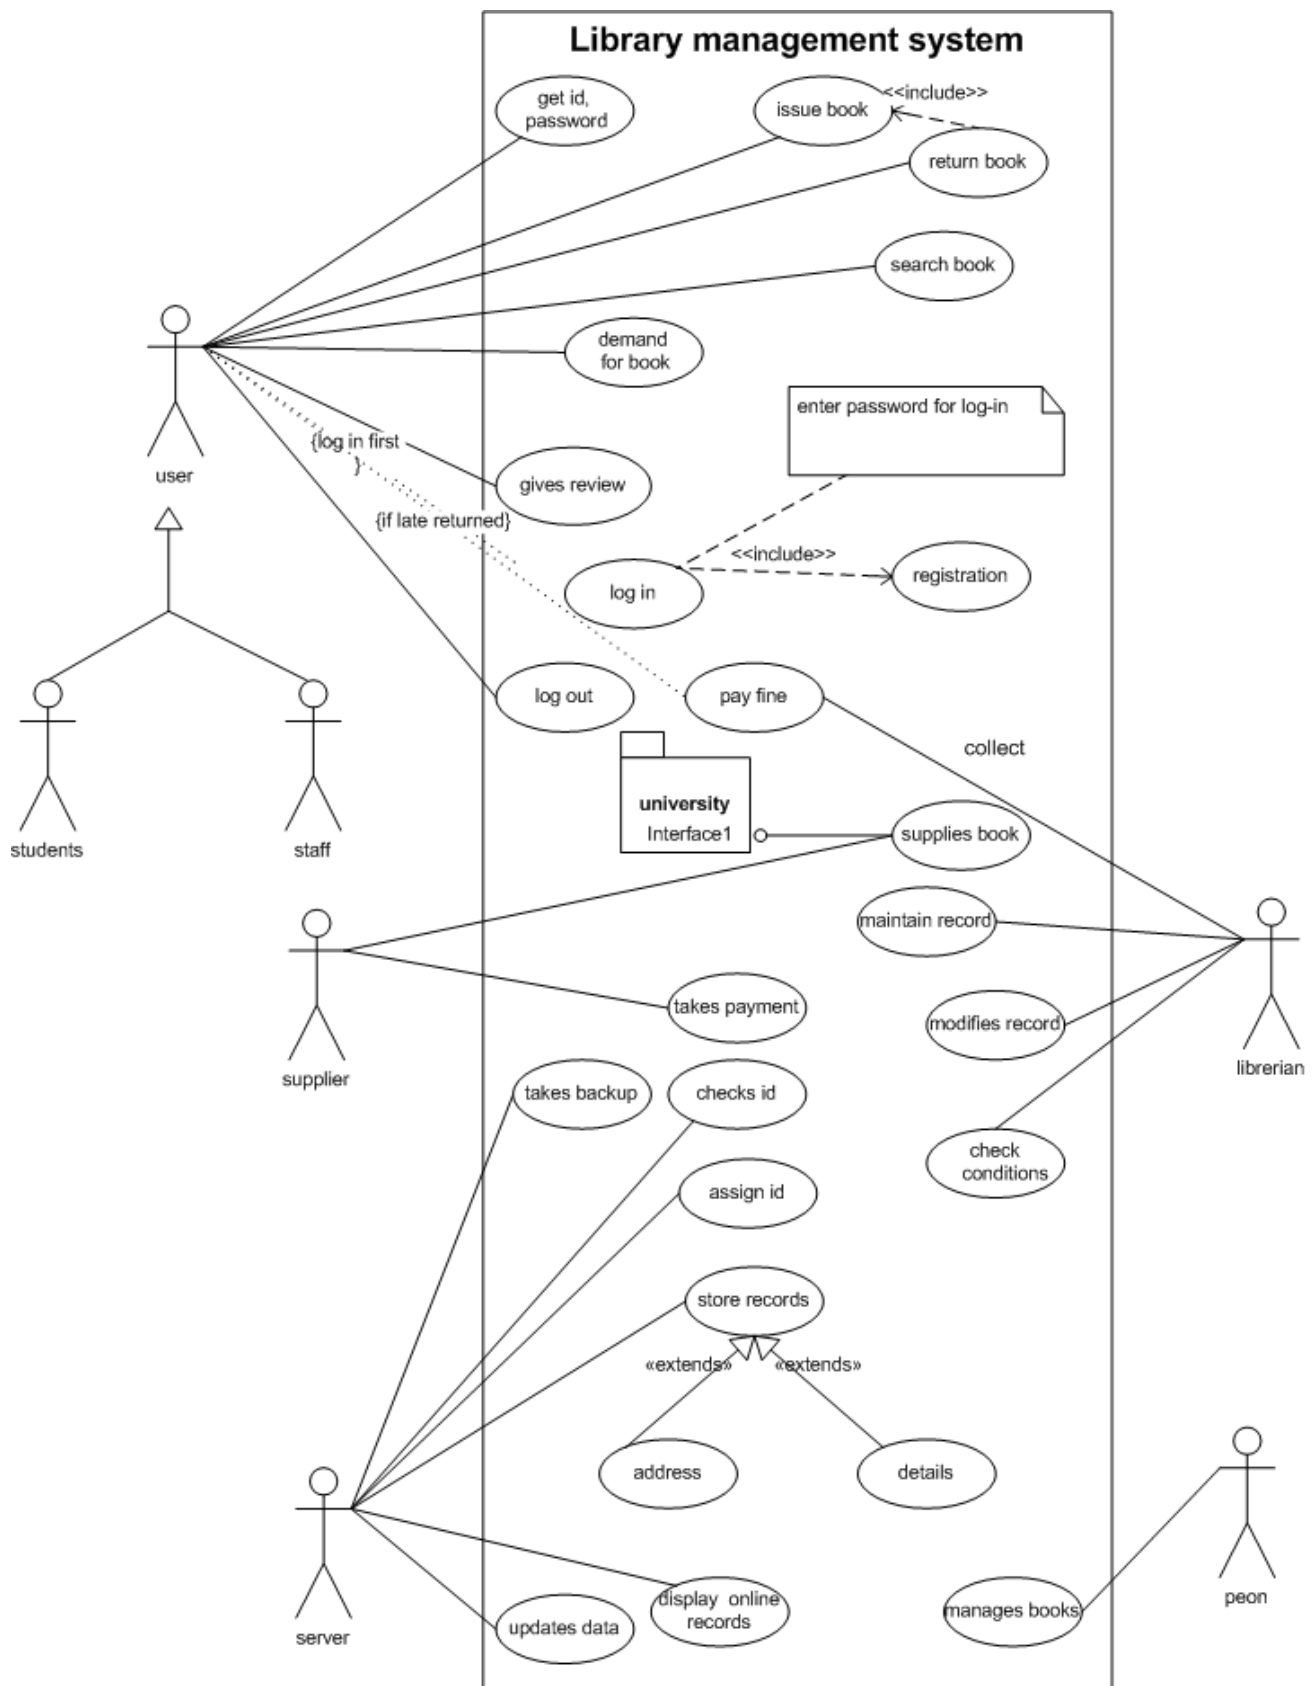 Library management system
get id,
password
issue book
<<include>>
return book
search book
demand
for book
enter password for log-in
{log in first
}
user
gives review
{if late returned}
<<include>>
log in
registration
log out
pay fine
collect
university
Interface1
supplies book
students
staff
maintain record
takes payment
modifies record
supplier
librerian
takes backup
checks id
check
conditions
assign id
store records
«extends»
«extends»
address
details
display  online
records
manages books
peon
updates data
server